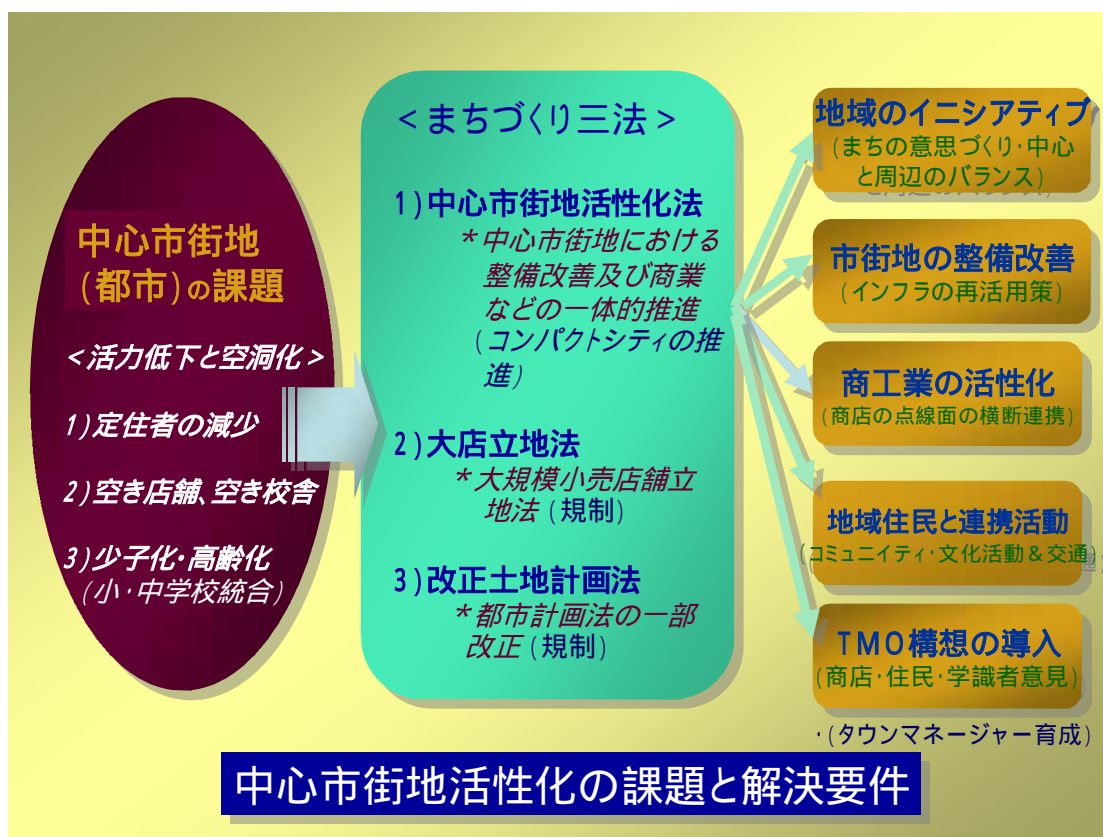 中心市街地
(都市)の課題
<活力低下と空洞化>
1)定住者の減少
2)空き店舗、空き校舎
3)少子化・高齢化
(小・中学校統合)
<まちづくり三法>
1)中心市街地活性化法
*中心市街地における
整備改善及び商業
などの一体的推進
(コンパクトシティの推
進)
2)大店立地法
*大規模小売店舗立
地法(規制)
3)改正土地計画法
*都市計画法の一部
改正(規制)
地域のイニシアティブ
(まちの意思づくり・中心
と周辺のバランス)
市街地の整備改善
(インフラの再活用策)
商工業の活性化
(商店の点線面の横断連携)
地域住民と連携活動
(コミュニイティ・文化活動&交通)
TMO構想の導入
(商店・住民・学識者意見)
・(タウンマネージャー育成)
中心市街地活性化の課題と解決要件